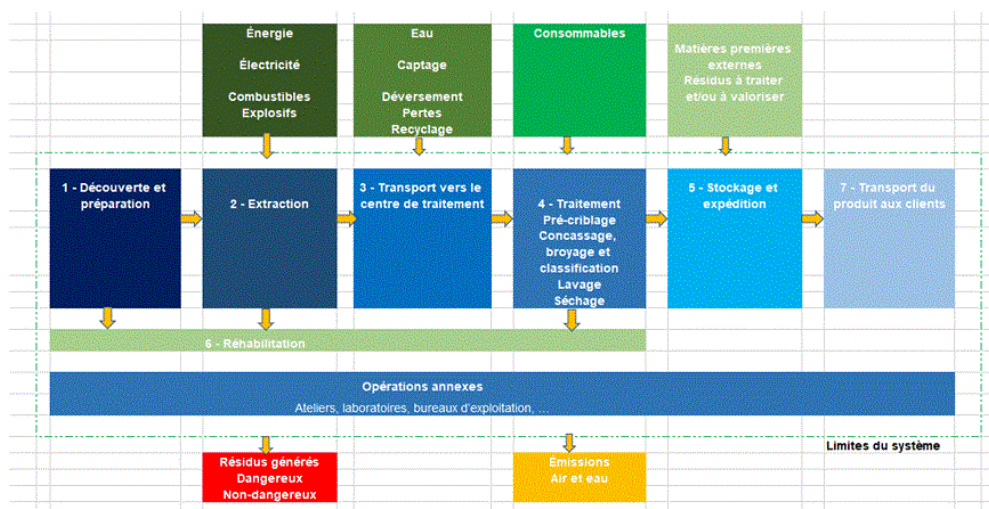 Énergie
Électricité
Combustibles
Explosifs
Eau
Captage
Déversement
Pertes
Recyclage
Consommables
Matières premières
externes
Résidus à traiter
et/ou à valoriser
1 - Découverte et
préparation
2 - Extraction
3 - Transport vers le
centre de traitement
4 - Traitement
Pré-criblage
Concassage,
broyage et
classification
Lavage
Séchage
5 - Stockage et
expédition
7 - Transport du
produit aux clients
6 - Réhabilitation
Opérations annexes
Ateliers, laboratoires, bureaux d'exploitation, ...
Limites du système
Résidus générés
Dangereux
Non-dangereux
Émissions
Air et eau